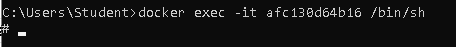 C:\Users\Student>docker exec -it afc130d64b16 /bin/sh
#